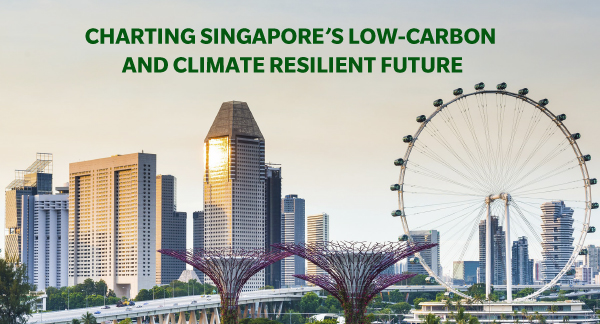 CHARTING SINGAPORE’S LOW-CARBON
AND CLIMATE RESILIENT FUTURE